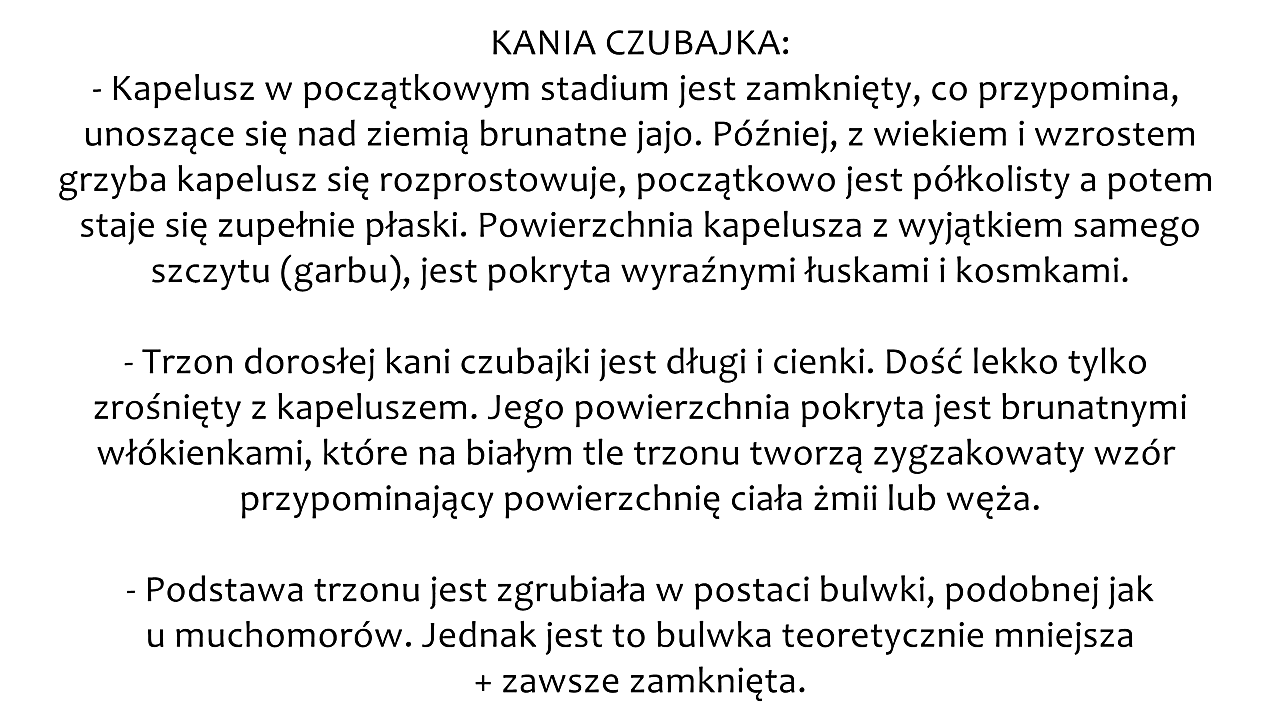 KANIA CZUBAJKA:
- Kapelusz w początkowym stadium jest zamknięty, co przypomina,
unoszące się nad ziemią brunatne jajo. Później, z wiekiem i wzrostem
grzyba kapelusz się rozprostowuje, początkowo jest półkolisty a potem
staje się zupełnie płaski. Powierzchnia kapelusza z wyjątkiem samego
szczytu (garbu), jest pokryta wyraźnymi łuskami i kosmkami.
- Trzon dorosłej kani czubajki jest długi i cienki. Dość lekko tylko
zrośnięty z kapeluszem. Jego powierzchnia pokryta jest brunatnymi
włókienkami, które na białym tle trzonu tworzą zygzakowaty wzór
przypominający powierzchnię ciała żmii lub węża.
- Podstawa trzonu jest zgrubiała w postaci bulwki, podobnej jak
u muchomorów. Jednak jest to bulwka teoretycznie mniejsza
+ zawsze zamknięta.